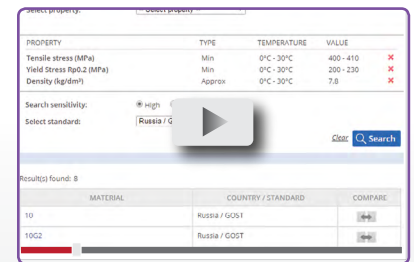 Select property:
PROPERTY TYPE TEMPERATURE VALUE
Tensile stress (MPa) Min 0°C - 30°C 400 - 410
Yield Stress Rp0.2 (MPa) Min 0°C - 30°C 200 - 230
Density (kg/dm³) Approx 0°C - 30°C 7.8
Search sensitivity: High
Select standard: Russia / G
Clear Search
Result(s) found: 8
MATERIAL COUNTRY / STANDARD COMPARE
10 Russia / GOST
10G2 Russia / GOST